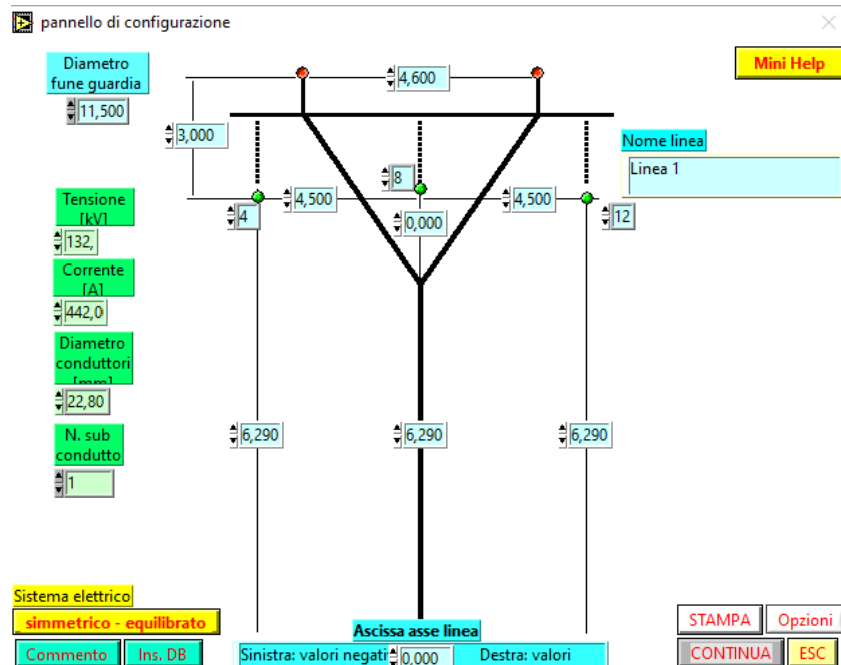 pannello di configurazione
Diametro
fune guardia
11,500
4,600
Mini Help
3,000
Nome linea
Linea 1
8
4,500
4,500
4
0,000
12
Tensione
[kV]
132,
Corrente
[A]
442,0
Diametro
conduttori
[mm]
22,80
N. sub
condutto
1
6,290
6,290
6,290
Sistema elettrico
simmetrico - equilibrato
Commento
Ins. DB
Ascissa asse linea
Sinistra: valori negati
0,000
Destra: valori
STAMPA
Opzioni
CONTINUA
ESC